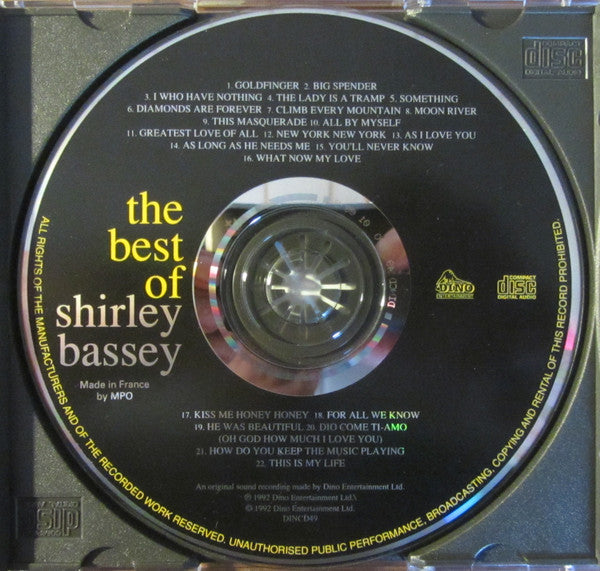 COMPACT
disc
DIGITAL AUDIO
1. GOLDFINGER 2. BIG SPENDER
3. I WHO HAVE NOTHING 4. THE LADY IS A TRAMP 5. SOMETHING
6. DIAMONDS ARE FOREVER 7. CLIMB EVERY MOUNTAIN 8. MOON RIVER
9. THIS MASQUERADE 10. ALL BY MYSELF
11. GREATEST LOVE OF ALL 12. NEW YORK NEW YORK 13. AS I LOVE YOU
14. AS LONG AS HE NEEDS ME 15. YOU'LL NEVER KNOW
16. WHAT NOW MY LOVE
the
best
of
shirley
bassey
Made in France
by MPO
DINO
ENTERTAINMENT
COMPACT
disc
DIGITAL AUDIO
17. KISS ME HONEY HONEY 18. FOR ALL WE KNOW
19. HE WAS BEAUTIFUL 20. DIO COME TI-AMO
(OH GOD HOW MUCH I LOVE YOU)
21. HOW DO YOU KEEP THE MUSIC PLAYING
22. THIS IS MY LIFE
An original sound recording made by Dino Entertainment Ltd.
℗ 1992 Dino Entertainment Ltd.
© 1992 Dino Entertainment Ltd.
DINCD49
ALL RIGHTS OF THE MANUFACTURERS AND OF THE RECORDED WORK RESERVED. UNAUTHORISED PUBLIC PERFORMANCE, BROADCASTING, COPYING AND RENTAL OF THIS RECORD PROHIBITED.